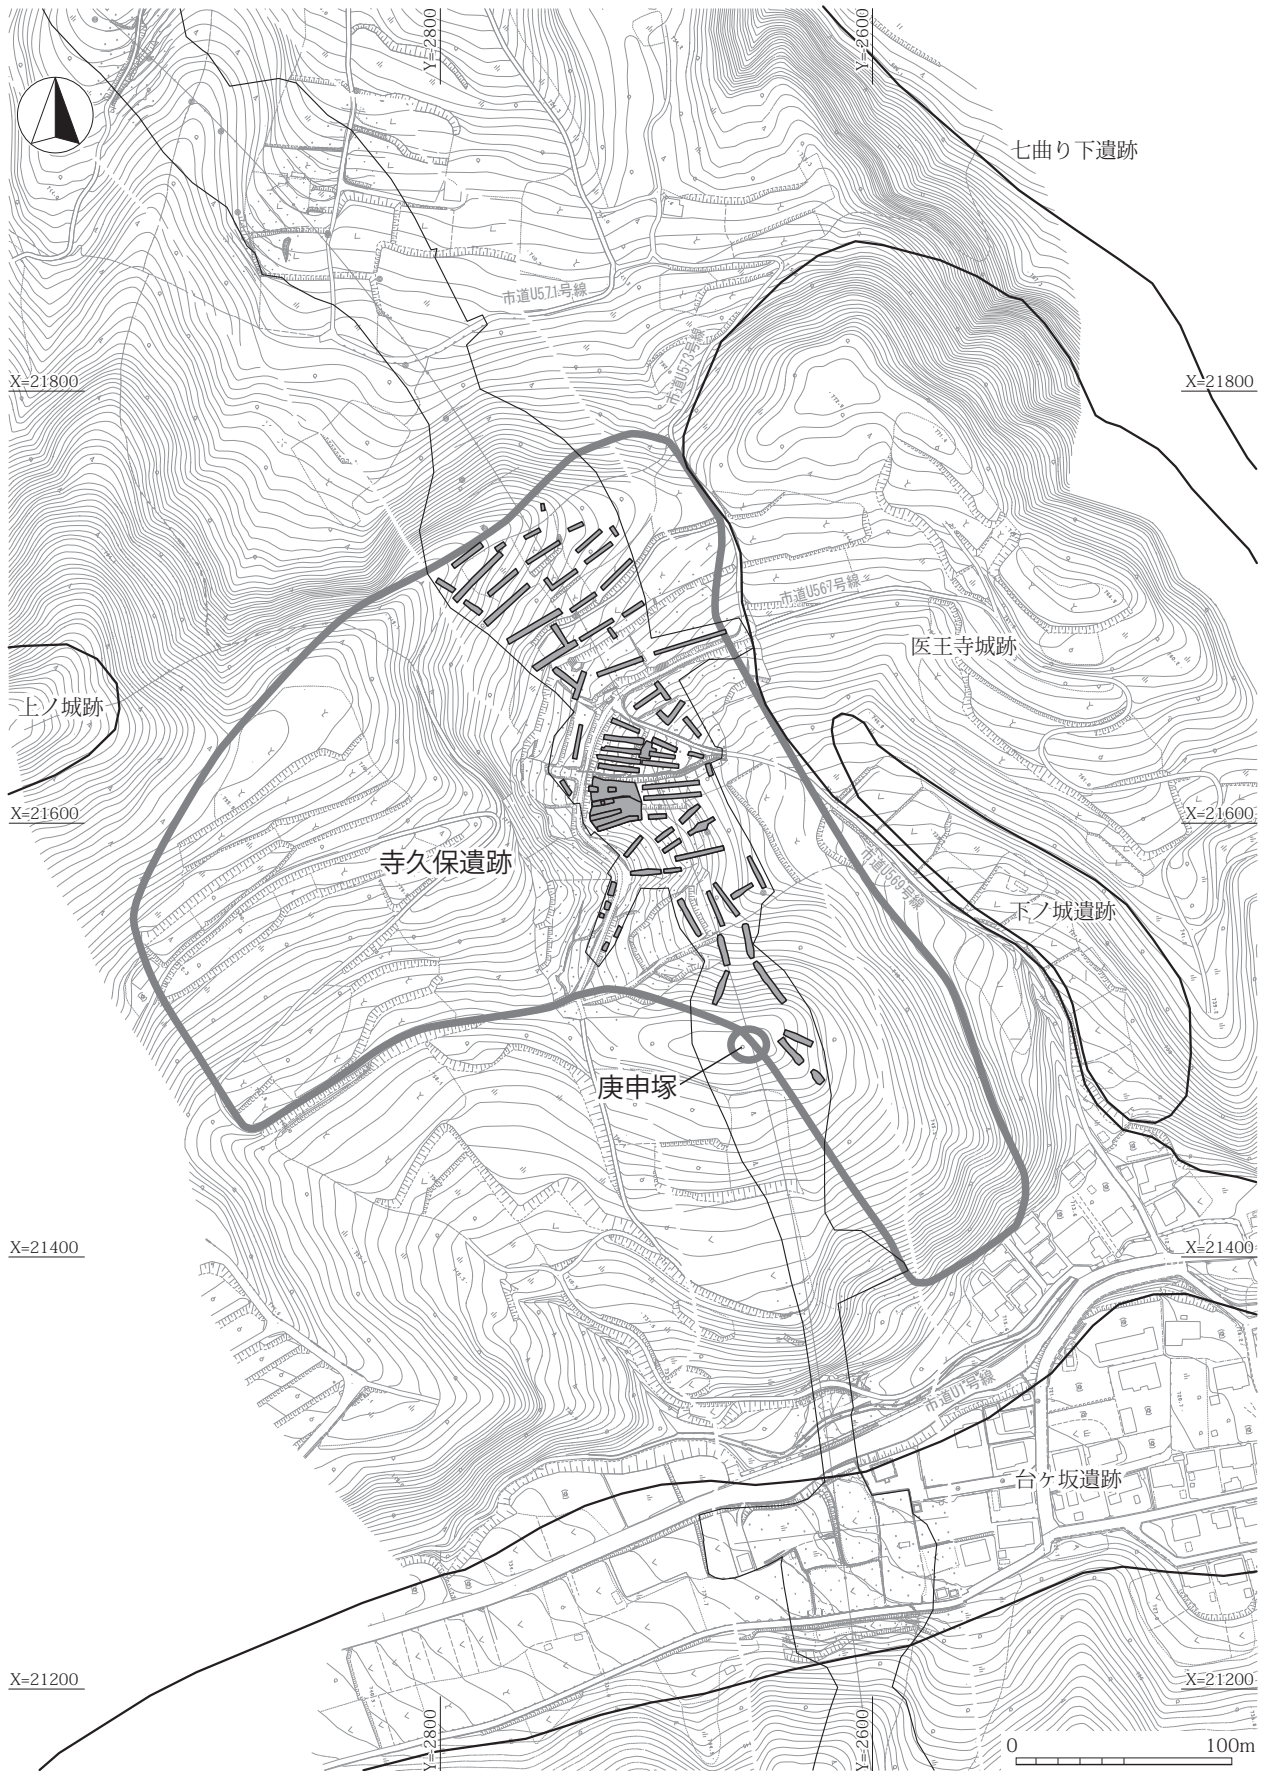 Y=-2800
Y=-2600
七曲り下遺跡
市道U571号線
市道U573号線
X=21800
X=21800
市道U567号線
医王寺城跡
上ノ城跡
X=21600
X=21600
寺久保遺跡
市道U569号線
下ノ城遺跡
庚申塚
X=21400
X=21400
市道U1号線
台ヶ坂遺跡
X=21200
X=21200
Y=-2800
Y=-2600
0
100m